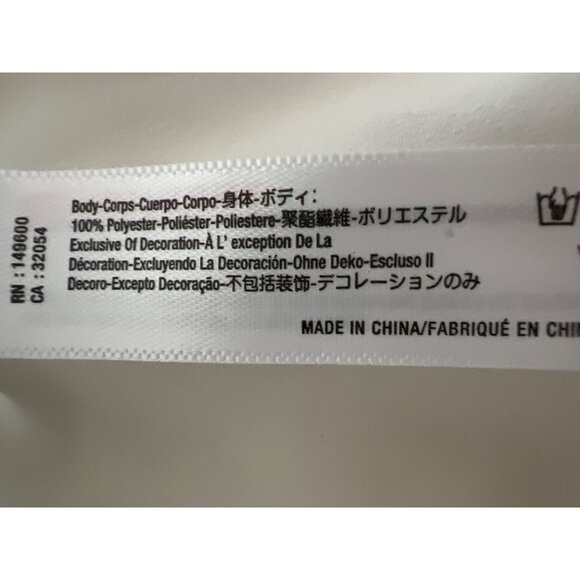 Body-Corps-Cuerpo-Corpo-身体-ボディ:
100% Polyester-Poliéster-Poliestere-聚酯纖維-ポリエステル
Exclusive Of Decoration-À L' exception De La
Décoration-Excluyendo La Decoración-Ohne Deko-Escluso Il
Decoro-Excepto Decoração-不包括装饰-デコレーションのみ
MADE IN CHINA/FABRIQUÉ EN CHIN
RN : 149600
CA : 32054